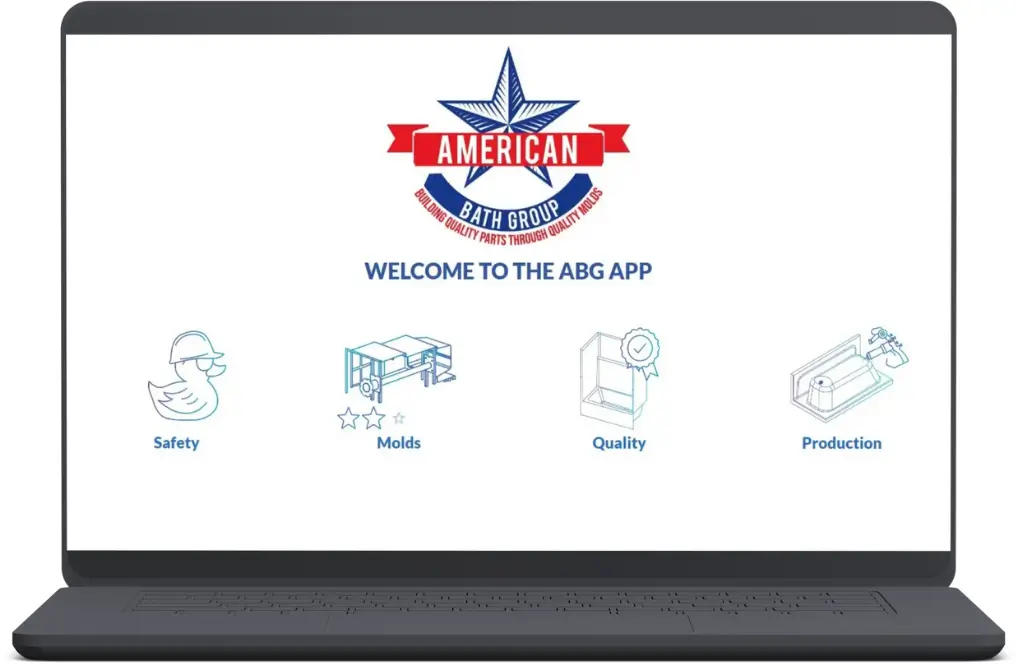 AMERICAN
BATH GROUP
BUILDING QUALITY PARTS THROUGH QUALITY MOLDS
WELCOME TO THE ABG APP
Safety
Molds
Quality
Production